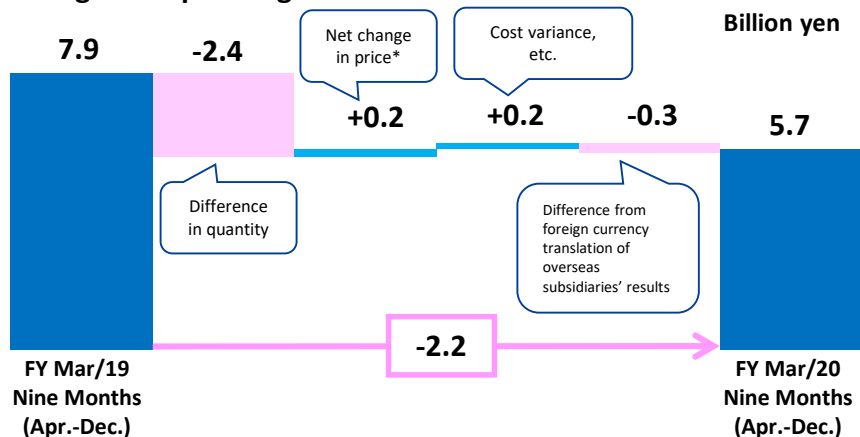 Billion yen
7.9
-2.4
Net change
in price*
+0.2
Cost variance,
etc.
+0.2
-0.3
5.7
Difference
in quantity
Difference from
foreign currency
translation of
overseas
subsidiaries' results
-2.2
FY Mar/19
Nine Months
(Apr.-Dec.)
FY Mar/20
Nine Months
(Apr.-Dec.)